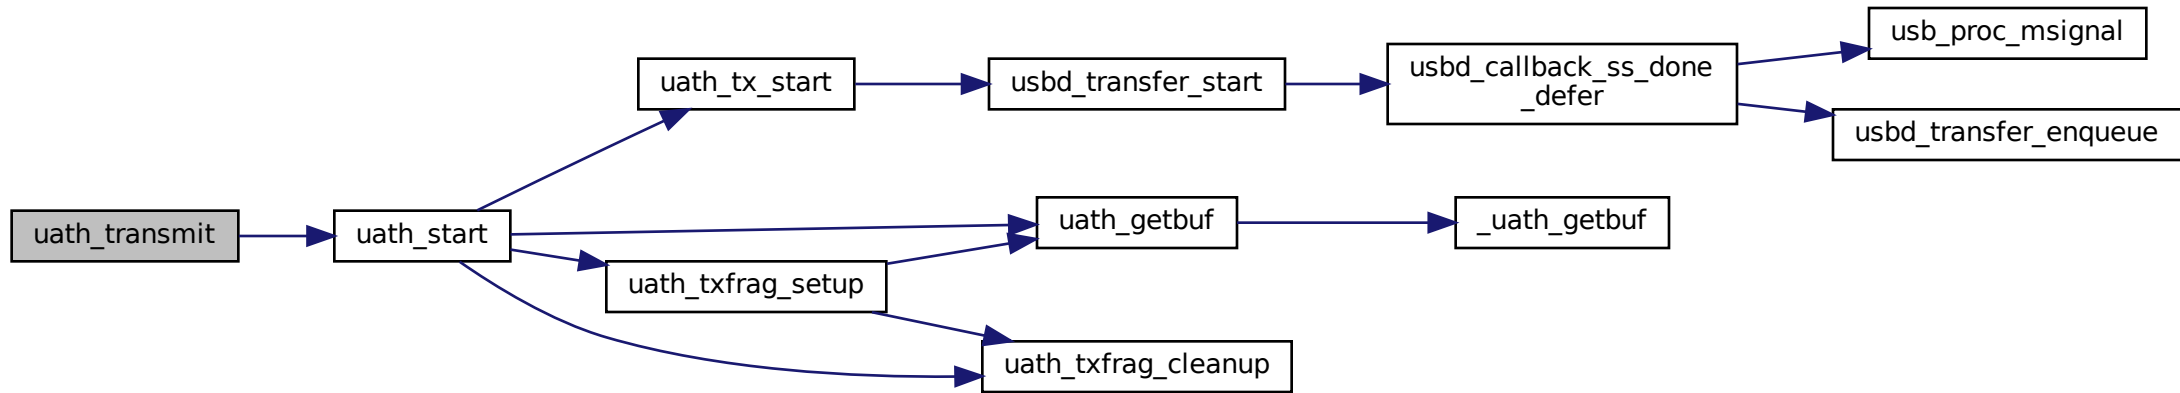 usb_proc_msignal
uath_tx_start
usbd_transfer_start
usbd_callback_ss_done
_defer
usbd_transfer_enqueue
uath_transmit
uath_start
uath_getbuf
_uath_getbuf
uath_txfrag_setup
uath_txfrag_cleanup